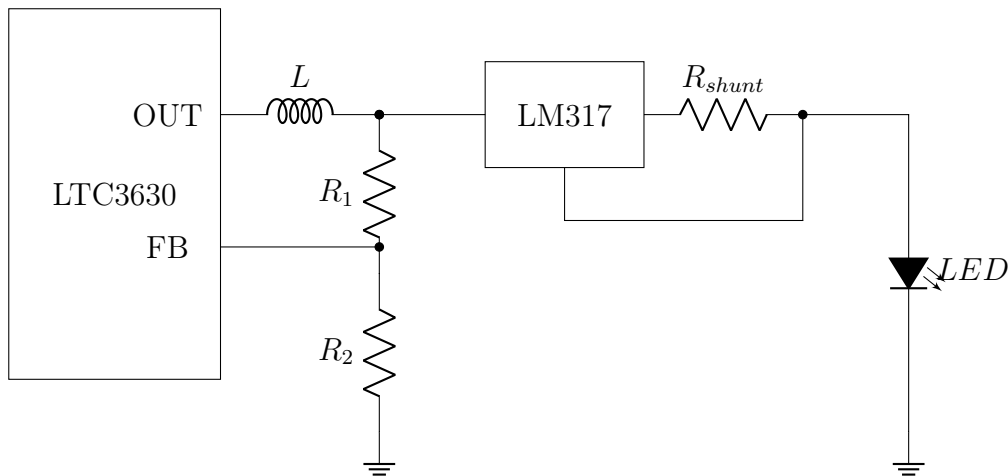 L
R_shunt
OUT
LM317
LTC3630
R_1
FB
LED
R_2